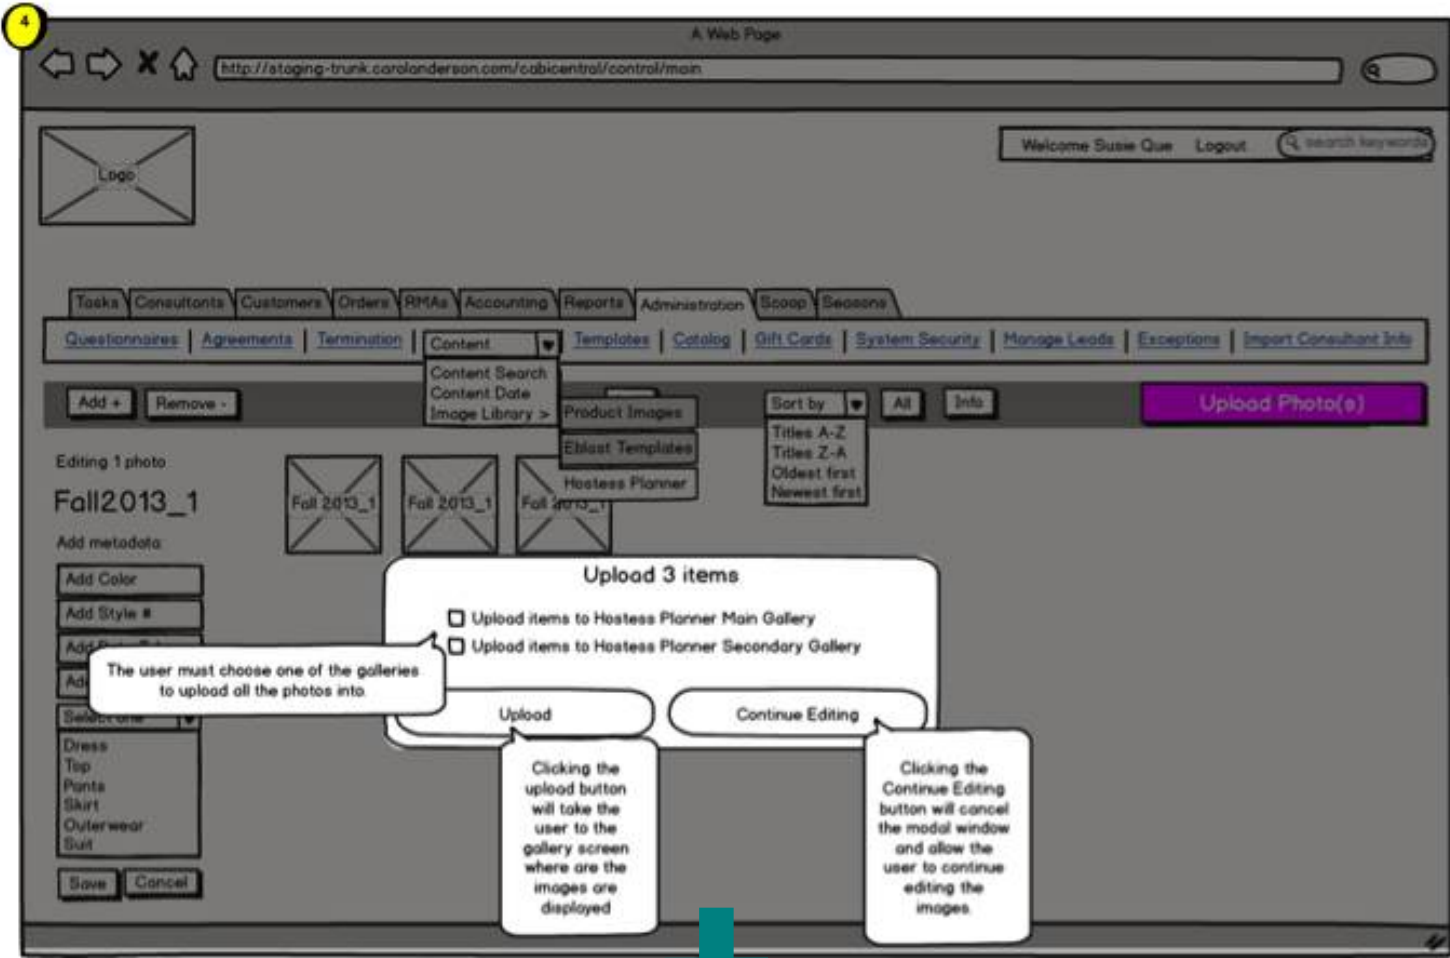 4
A Web Page
http://staging-trunk.carolanderson.com/cabicentral/control/main
Logo
Welcome Susie Que Logout search keywords
Tasks Consultants Customers Orders RMAs Accounting Reports Administration Scoop Seasons
Questionnaires | Agreements | Termination | Content Templates | Catalog | Gift Cards | System Security | Manage Leads | Exceptions | Import Consultant Info
Content Search
Content Date
Image Library >
Product Images
Eblast Templates
Hostess Planner
Add + Remove - Sort by All Info Upload Photo(s)
Titles A-Z
Titles Z-A
Oldest first
Newest first
Editing 1 photo
Fall2013_1
Fall 2013_1 Fall 2013_1 Fall 2013_1
Add metadata:
Add Color
Add Style #
Add
Select one
Dress
Top
Pants
Skirt
Outerwear
Suit
Save Cancel
Upload 3 items
Upload items to Hostess Planner Main Gallery
Upload items to Hostess Planner Secondary Gallery
The user must choose one of the galleries
to upload all the photos into.
Upload Continue Editing
Clicking the
upload button
will take the
user to the
gallery screen
where are the
images are
displayed
Clicking the
Continue Editing
button will cancel
the modal window
and allow the
user to continue
editing the
images.